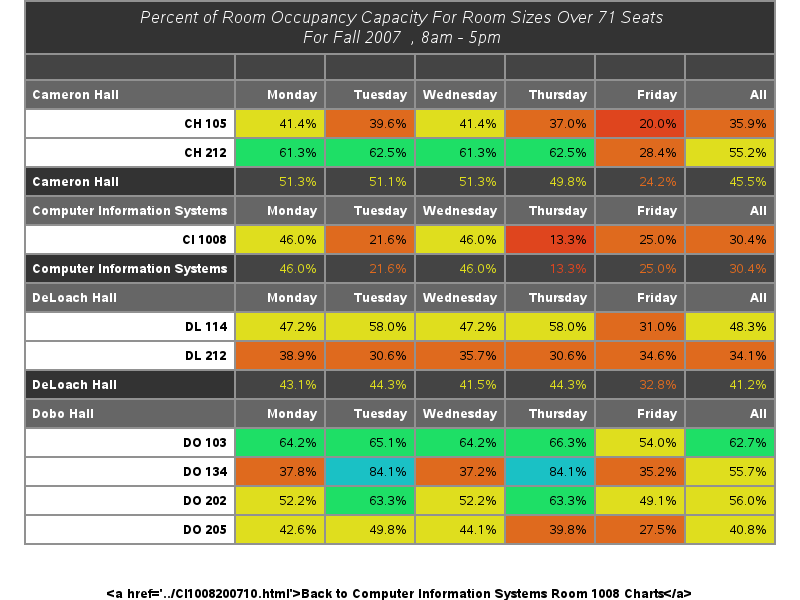 Percent of Room Occupancy Capacity For Room Sizes Over 71 Seats
For Fall 2007 , 8am - 5pm
Cameron Hall Monday Tuesday Wednesday Thursday Friday All
CH 105 41.4% 39.6% 41.4% 37.0% 20.0% 35.9%
CH 212 61.3% 62.5% 61.3% 62.5% 28.4% 55.2%
Cameron Hall 51.3% 51.1% 51.3% 49.8% 24.2% 45.5%
Computer Information Systems Monday Tuesday Wednesday Thursday Friday All
CI 1008 46.0% 21.6% 46.0% 13.3% 25.0% 30.4%
Computer Information Systems 46.0% 21.6% 46.0% 13.3% 25.0% 30.4%
DeLoach Hall Monday Tuesday Wednesday Thursday Friday All
DL 114 47.2% 58.0% 47.2% 58.0% 31.0% 48.3%
DL 212 38.9% 30.6% 35.7% 30.6% 34.6% 34.1%
DeLoach Hall 43.1% 44.3% 41.5% 44.3% 32.8% 41.2%
Dobo Hall Monday Tuesday Wednesday Thursday Friday All
DO 103 64.2% 65.1% 64.2% 66.3% 54.0% 62.7%
DO 134 37.8% 84.1% 37.2% 84.1% 35.2% 55.7%
DO 202 52.2% 63.3% 52.2% 63.3% 49.1% 56.0%
DO 205 42.6% 49.8% 44.1% 39.8% 27.5% 40.8%
<a href='../CI1008200710.html'>Back to Computer Information Systems Room 1008 Charts</a>